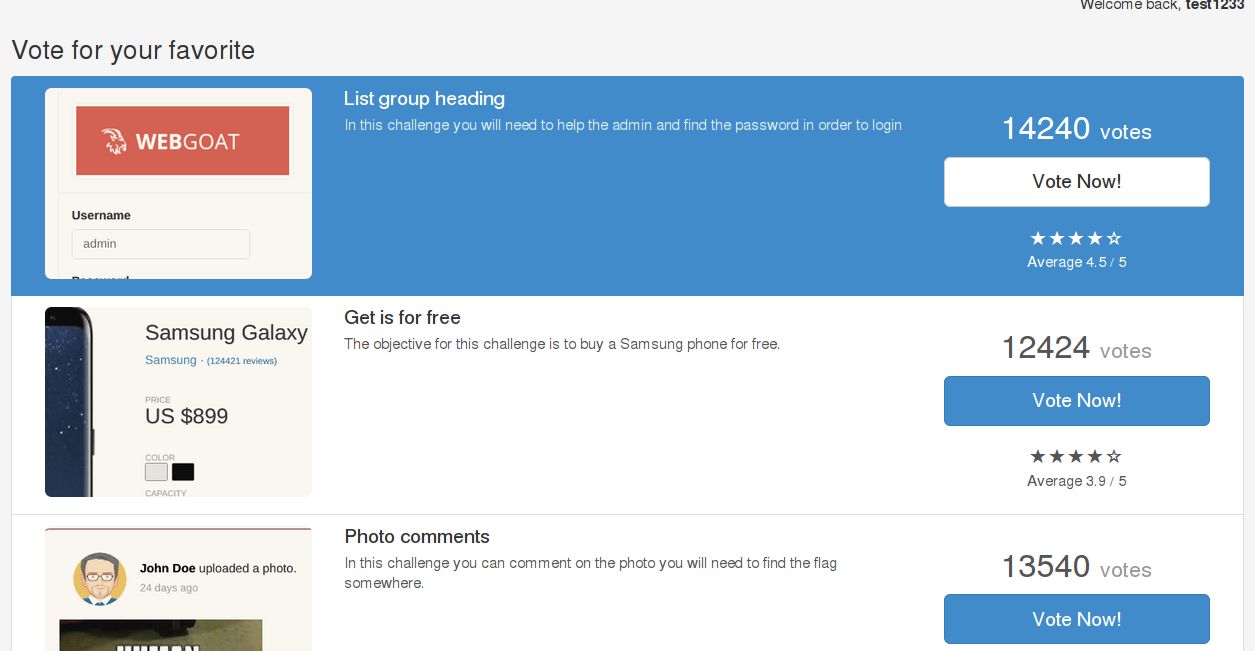 Welcome back, test1233
Vote for your favorite
WEBGOAT
Username
admin
List group heading
In this challenge you will need to help the admin and find the password in order to login
14240 votes
Vote Now!
Average 4.5 / 5
Samsung Galaxy
Samsung · (124421 reviews)
PRICE
US $899
COLOR
CAPACITY
Get is for free
The objective for this challenge is to buy a Samsung phone for free.
12424 votes
Vote Now!
Average 3.9 / 5
John Doe uploaded a photo.
24 days ago
HUMAN
Photo comments
In this challenge you can comment on the photo you will need to find the flag
somewhere.
13540 votes
Vote Now!